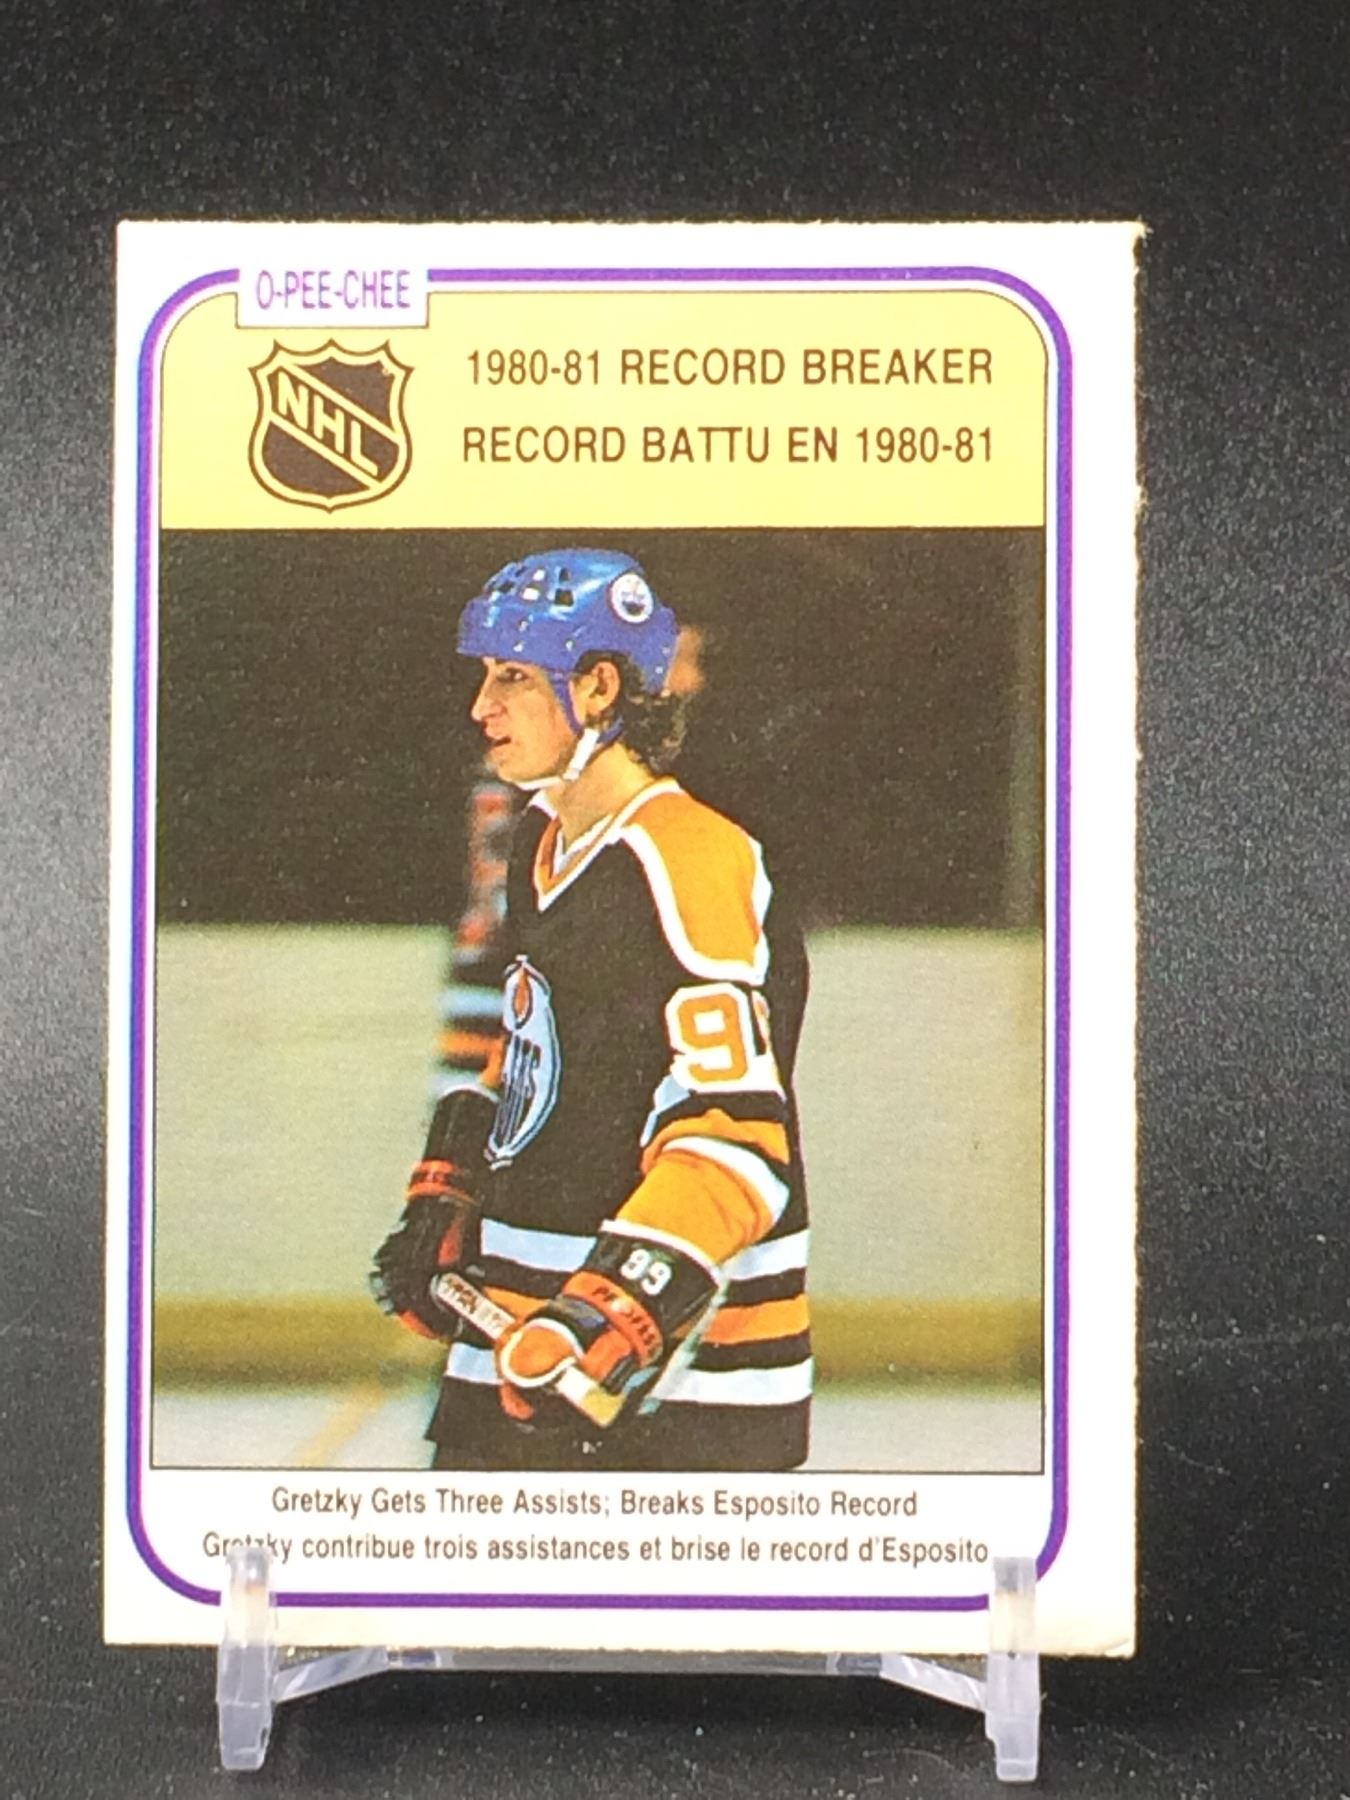 O-PEE-CHEE
NHL
1980-81 RECORD BREAKER
RECORD BATTU EN 1980-81
9
99
Gretzky Gets Three Assists; Breaks Esposito Record
Gretzky contribue trois assistances et brise le record d'Esposito